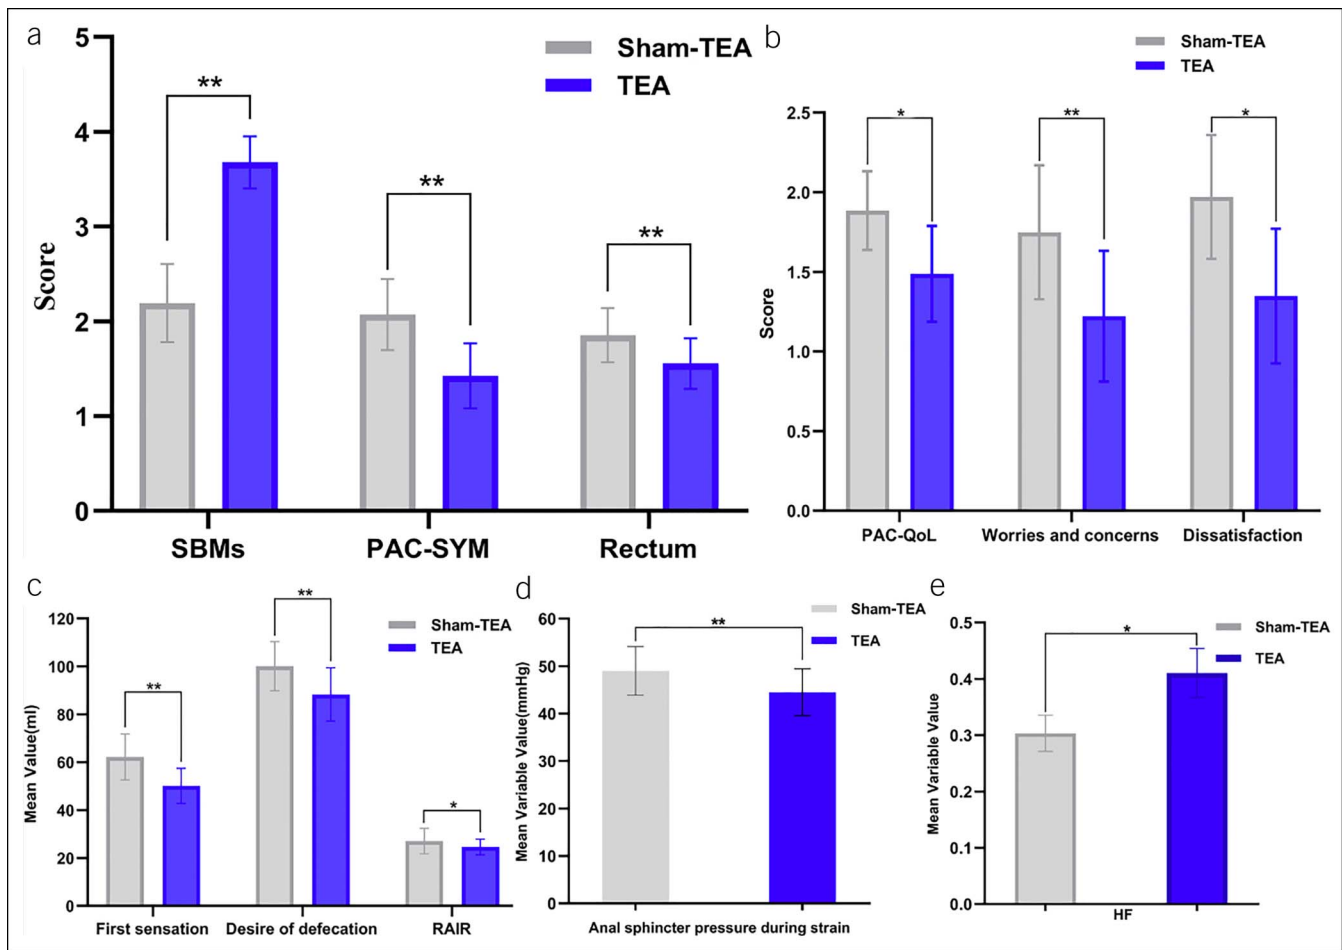 a
Sham-TEA
TEA
Score
5
4
3
2
1
0
**
**
**
SBMs PAC-SYM Rectum
b
Sham-TEA
TEA
Score
2.5
2.0
1.5
1.0
0.5
0.0
*
**
*
PAC-QoL Worries and concerns Dissatisfaction
c
Sham-TEA
TEA
Mean Value(ml)
120
100
80
60
40
20
0
**
**
*
First sensation Desire of defecation RAIR
d
Sham-TEA
TEA
Mean Variable Value(mmHg)
60
50
40
30
20
10
0
**
Anal sphincter pressure during strain
e
Sham-TEA
TEA
Mean Variable Value
0.5
0.4
0.3
0.2
0.1
0.0
*
HF